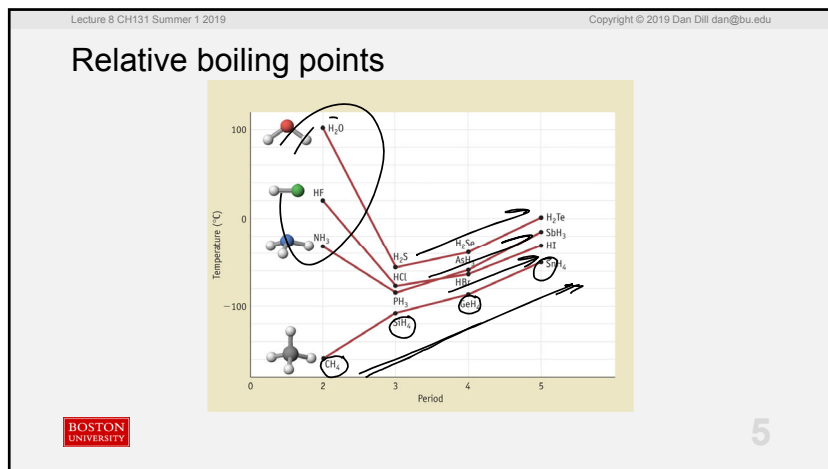 Lecture 8 CH131 Summer 1 2019
Copyright © 2019 Dan Dill dan@bu.edu
Relative boiling points
100
H₂O
HF
0
NH₃
H₂Te
SbH₃
H₂Se
HI
H₂S
AsH₃
SnH₄
HCl
HBr
PH₃
GeH₄
−100
SiH₄
CH₄
Temperature (°C)
0 2 3 4 5
Period
BOSTON
UNIVERSITY
5